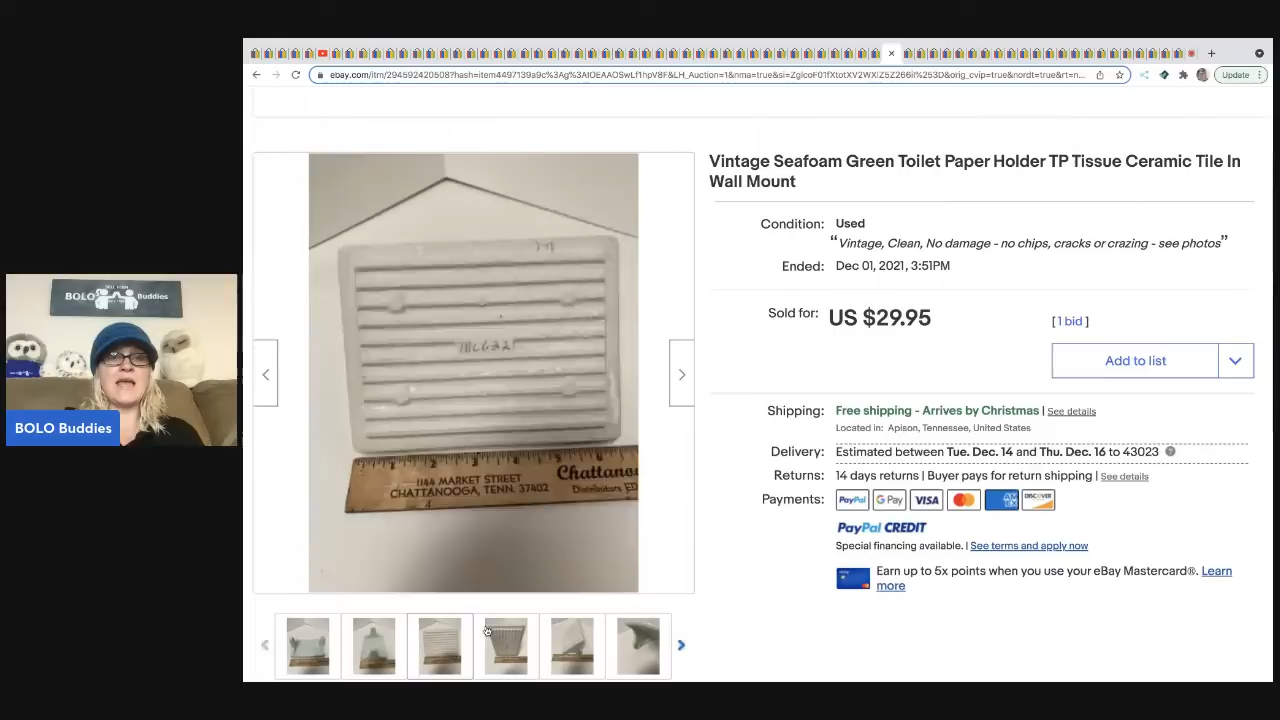 ebay.com/itm/294592420508?hash=item4497139a9c%3Ag%3AIOEAAOSwLf1hpV8F&LH_Auction=1&nma=true&si=ZglcoF01fXtotXV2WXiZ5Z266iI%253D&orig_cvip=true&nordt=true&rt=n...
Update
Vintage Seafoam Green Toilet Paper Holder TP Tissue Ceramic Tile In
Wall Mount
Condition: Used
“Vintage, Clean, No damage - no chips, cracks or crazing - see photos”
Ended: Dec 01, 2021, 3:51PM
Sold for: US $29.95 [ 1 bid ]
Add to list
Shipping: Free shipping - Arrives by Christmas | See details
Located in: Apison, Tennessee, United States
Delivery: Estimated between Tue. Dec. 14 and Thu. Dec. 16 to 43023
Returns: 14 days returns | Buyer pays for return shipping | See details
Payments: PayPal G Pay VISA DISCOVER
PayPal CREDIT
Special financing available. | See terms and apply now
Earn up to 5x points when you use your eBay Mastercard®. Learn
more
1144 MARKET STREET
CHATTANOOGA, TENN. 37402
Chattanoo
Distributors ED
BOLO Buddies
BOLO Buddies